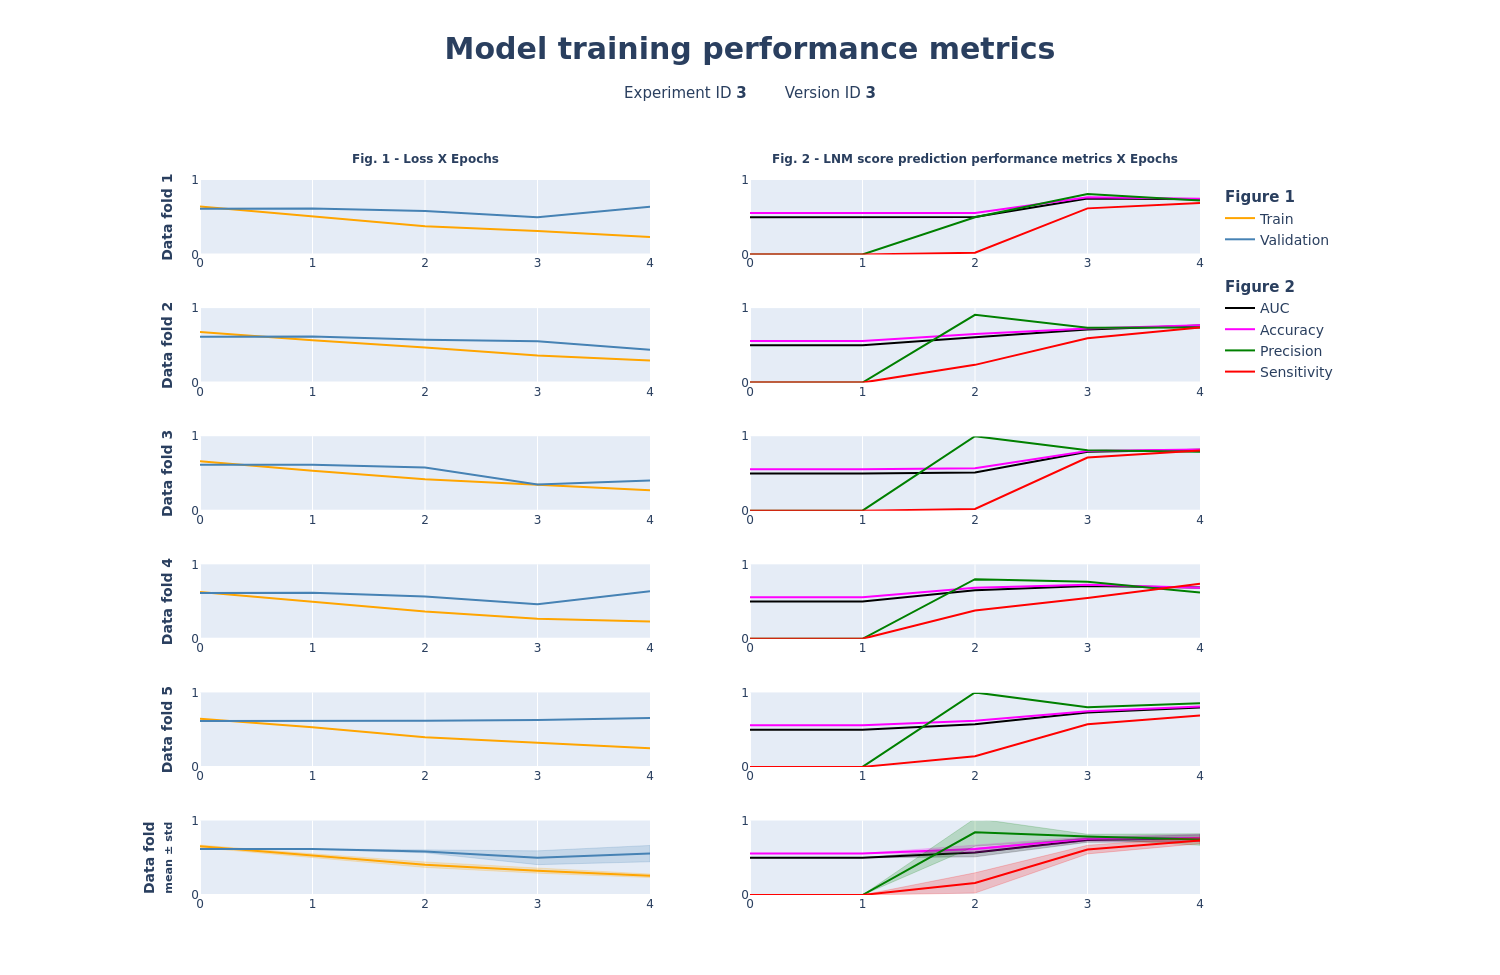 Model training performance metrics
Experiment ID 3 Version ID 3
Fig. 1 - Loss X Epochs
Fig. 2 - LNM score prediction performance metrics X Epochs
Data fold 1
1
0
0 1 2 3 4
1
0
0 1 2 3 4
Figure 1
Train
Validation
Figure 2
AUC
Accuracy
Precision
Sensitivity
Data fold 2
1
0
0 1 2 3 4
1
0
0 1 2 3 4
Data fold 3
1
0
0 1 2 3 4
1
0
0 1 2 3 4
Data fold 4
1
0
0 1 2 3 4
1
0
0 1 2 3 4
Data fold 5
1
0
0 1 2 3 4
1
0
0 1 2 3 4
Data fold
mean ± std
1
0
0 1 2 3 4
1
0
0 1 2 3 4